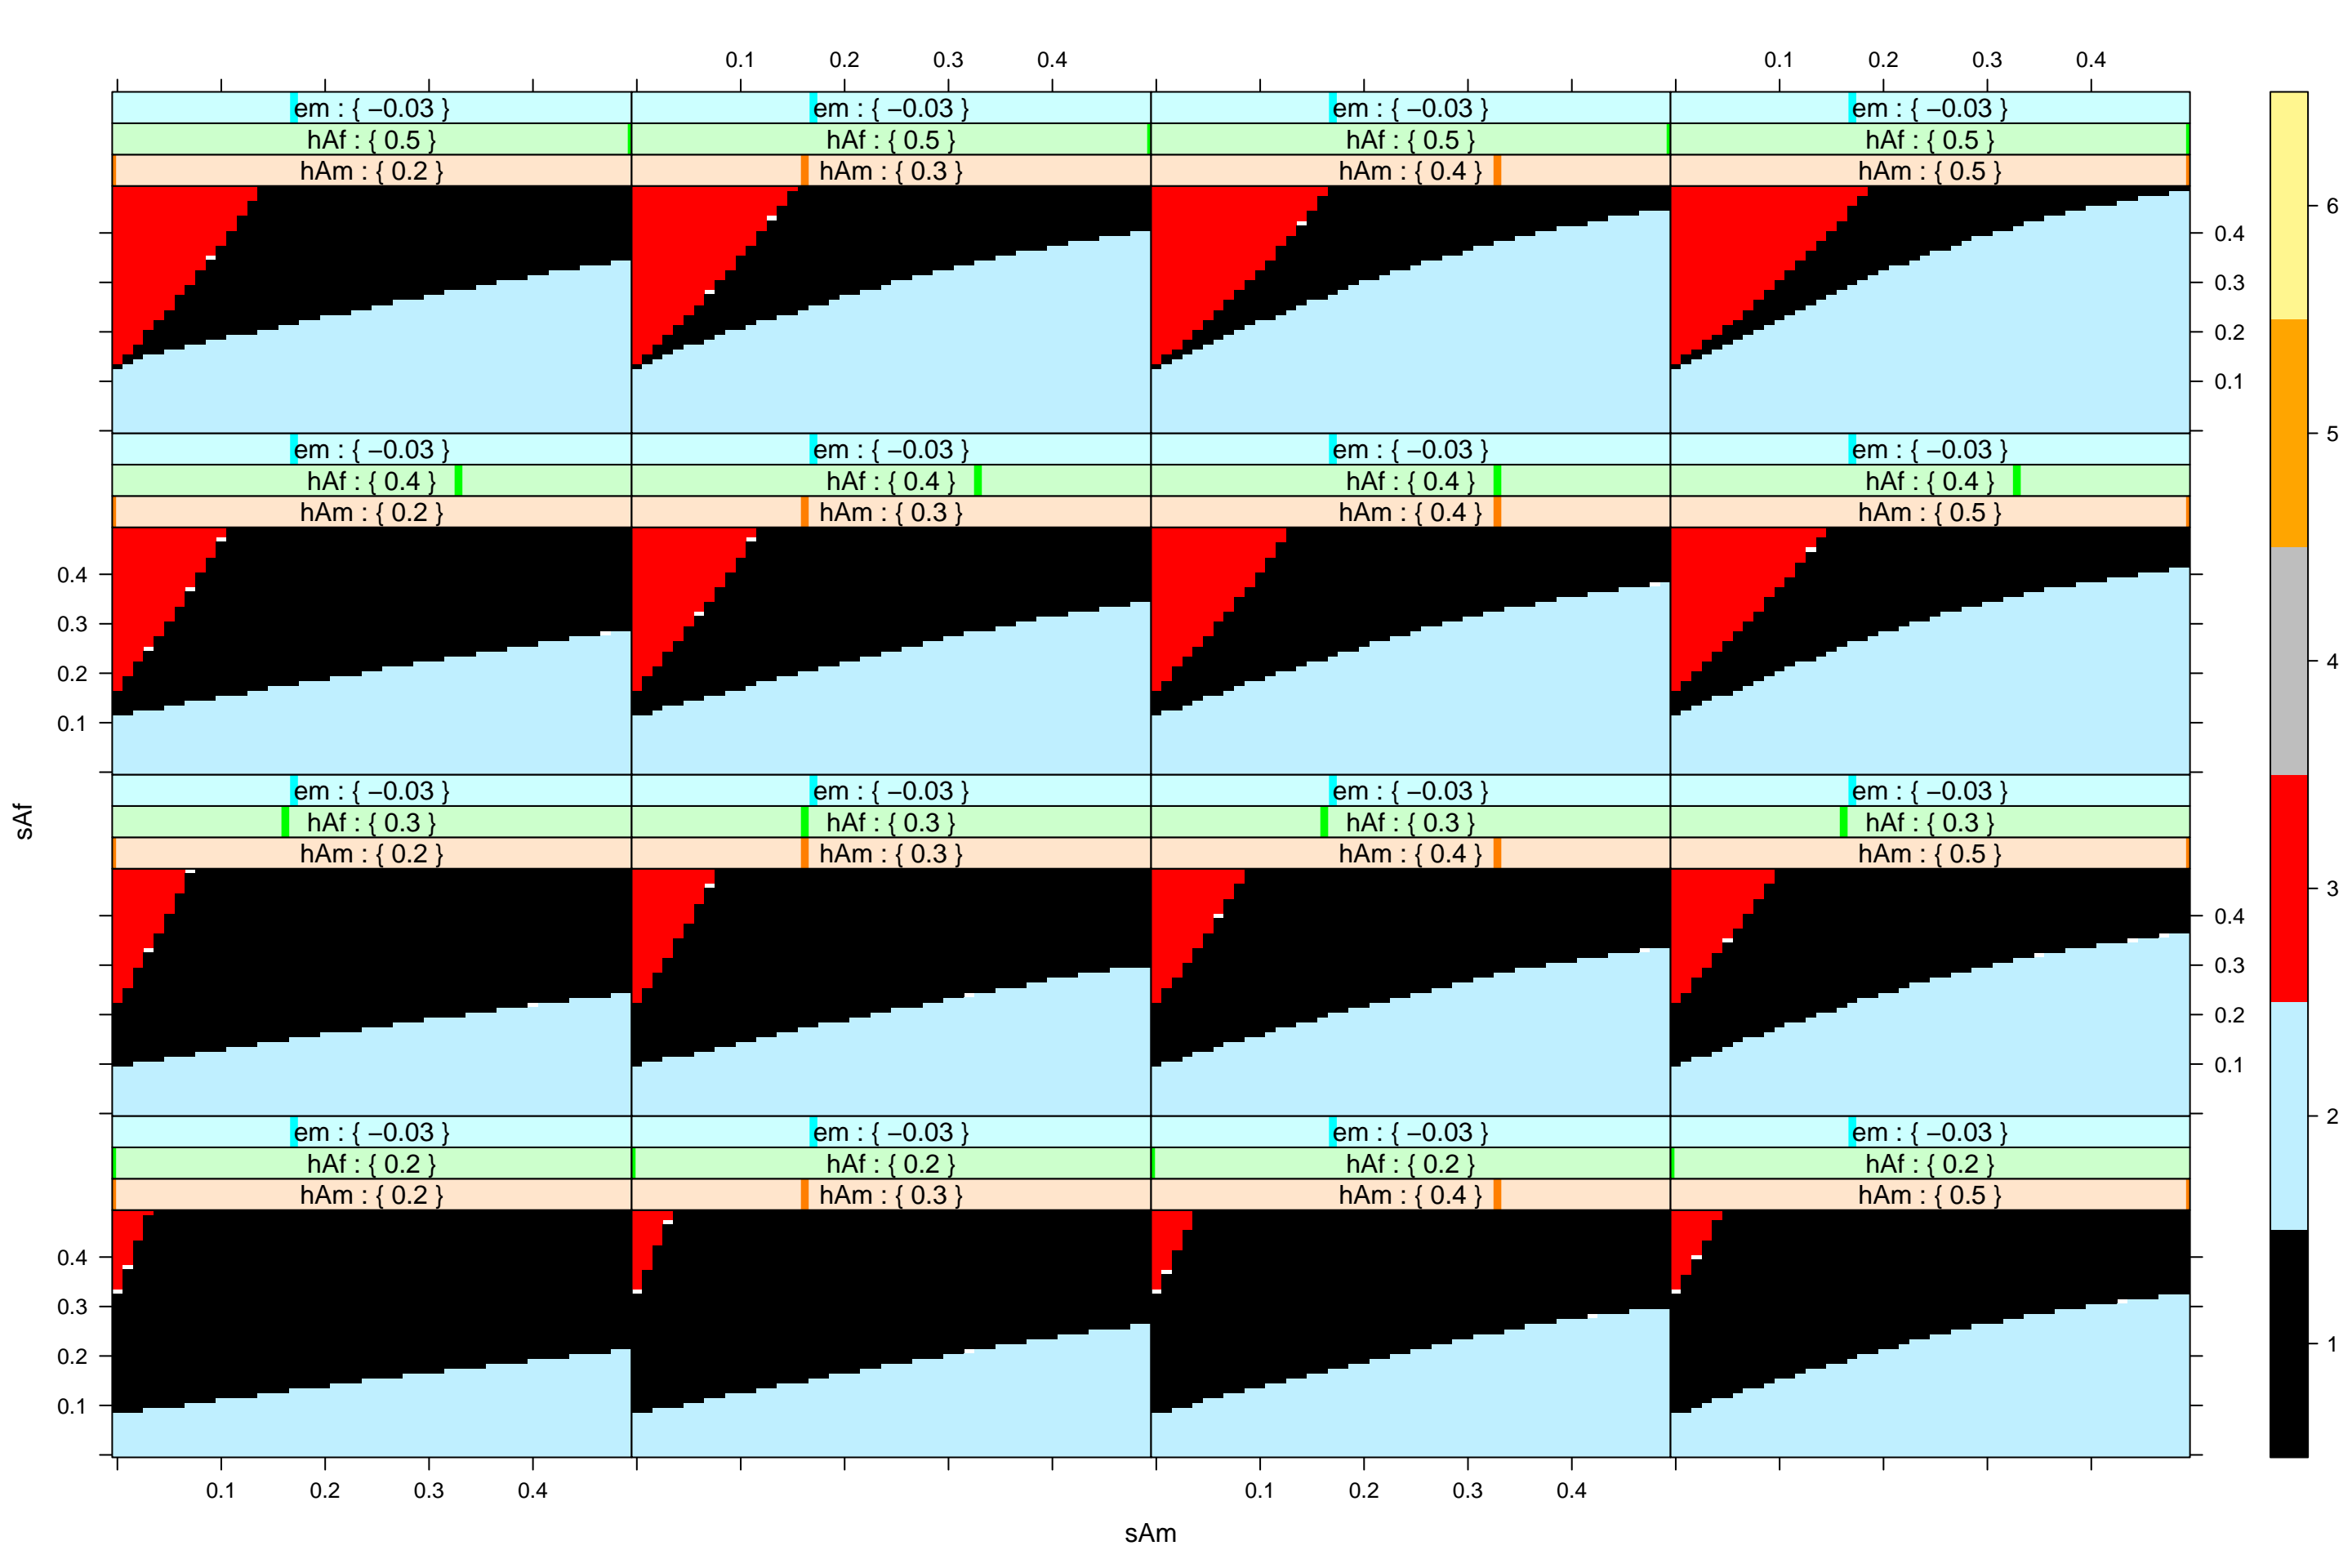 0.1 0.2 0.3 0.4 0.1 0.2 0.3 0.4
em : { −0.03 } em : { −0.03 } em : { −0.03 } em : { −0.03 }
hAf : { 0.5 } hAf : { 0.5 } hAf : { 0.5 } hAf : { 0.5 }
hAm : { 0.2 } hAm : { 0.3 } hAm : { 0.4 } hAm : { 0.5 }
6
0.4
0.3
0.2
0.1
5
em : { −0.03 } em : { −0.03 } em : { −0.03 } em : { −0.03 }
hAf : { 0.4 } hAf : { 0.4 } hAf : { 0.4 } hAf : { 0.4 }
hAm : { 0.2 } hAm : { 0.3 } hAm : { 0.4 } hAm : { 0.5 }
0.4
0.3
4
0.2
0.1
em : { −0.03 } em : { −0.03 } em : { −0.03 } em : { −0.03 }
sAf
hAf : { 0.3 } hAf : { 0.3 } hAf : { 0.3 } hAf : { 0.3 }
hAm : { 0.2 } hAm : { 0.3 } hAm : { 0.4 } hAm : { 0.5 }
3
0.4
0.3
0.2
0.1
2
em : { −0.03 } em : { −0.03 } em : { −0.03 } em : { −0.03 }
hAf : { 0.2 } hAf : { 0.2 } hAf : { 0.2 } hAf : { 0.2 }
hAm : { 0.2 } hAm : { 0.3 } hAm : { 0.4 } hAm : { 0.5 }
0.4
0.3
1
0.2
0.1
0.1 0.2 0.3 0.4 0.1 0.2 0.3 0.4
sAm